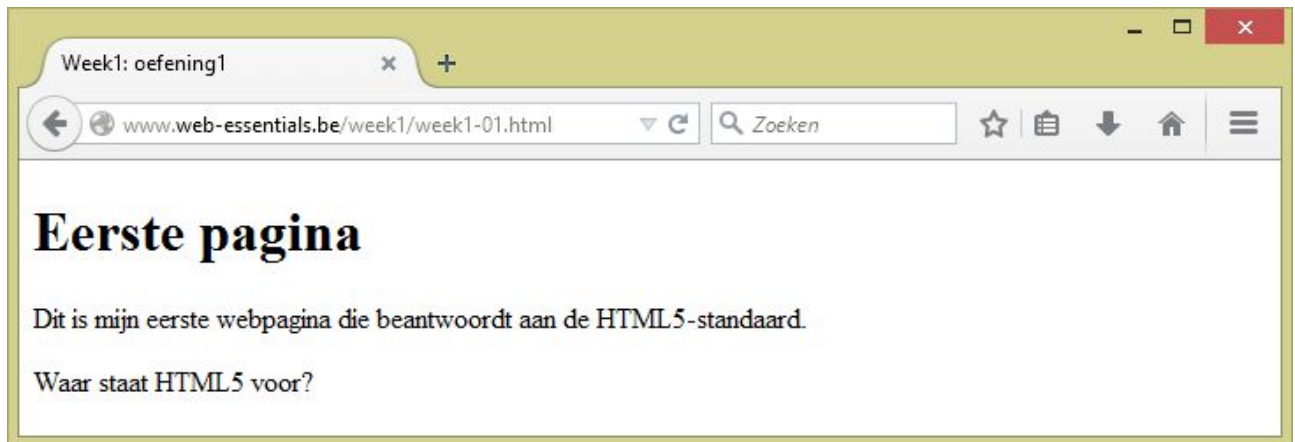 Week1: oefening1
www.web-essentials.be/week1/week1-01.html
Zoeken
Eerste pagina
Dit is mijn eerste webpagina die beantwoordt aan de HTML5-standaard.
Waar staat HTML5 voor?